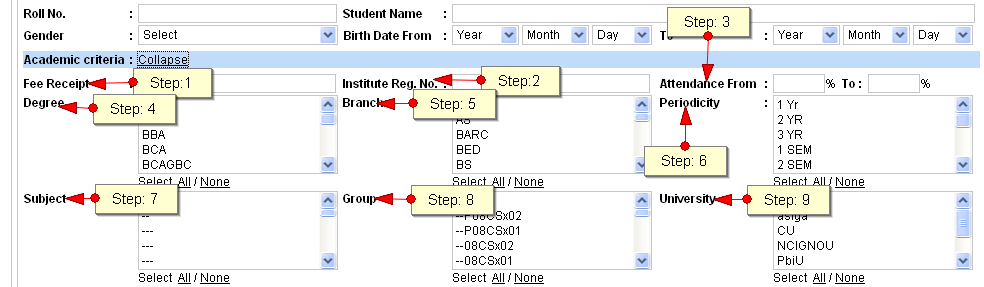 Roll No. : Student Name :
Gender : Select Birth Date From : Year Month Day To : Year Month Day
Step: 3
Academic criteria : Collapse
Fee Receipt Step:1 Institute Reg. No. : Step:2 Attendance From : % To : %
Degree Step: 4 Branch Step: 5 Periodicity :
BBA
BCA
BCAGBC
AS
BARC
BED
BS
1 Yr
2 YR
3 YR
1 SEM
2 SEM
Step: 6
Select All / None Select All / None Select All / None
Subject Step: 7 Group Step: 8 University Step: 9
--
---
---
---
--P08CSx02
--P08CSx01
--08CSx02
--08CSx01
asiga
CU
NCIGNOU
PbiU
Select All / None Select All / None Select All / None